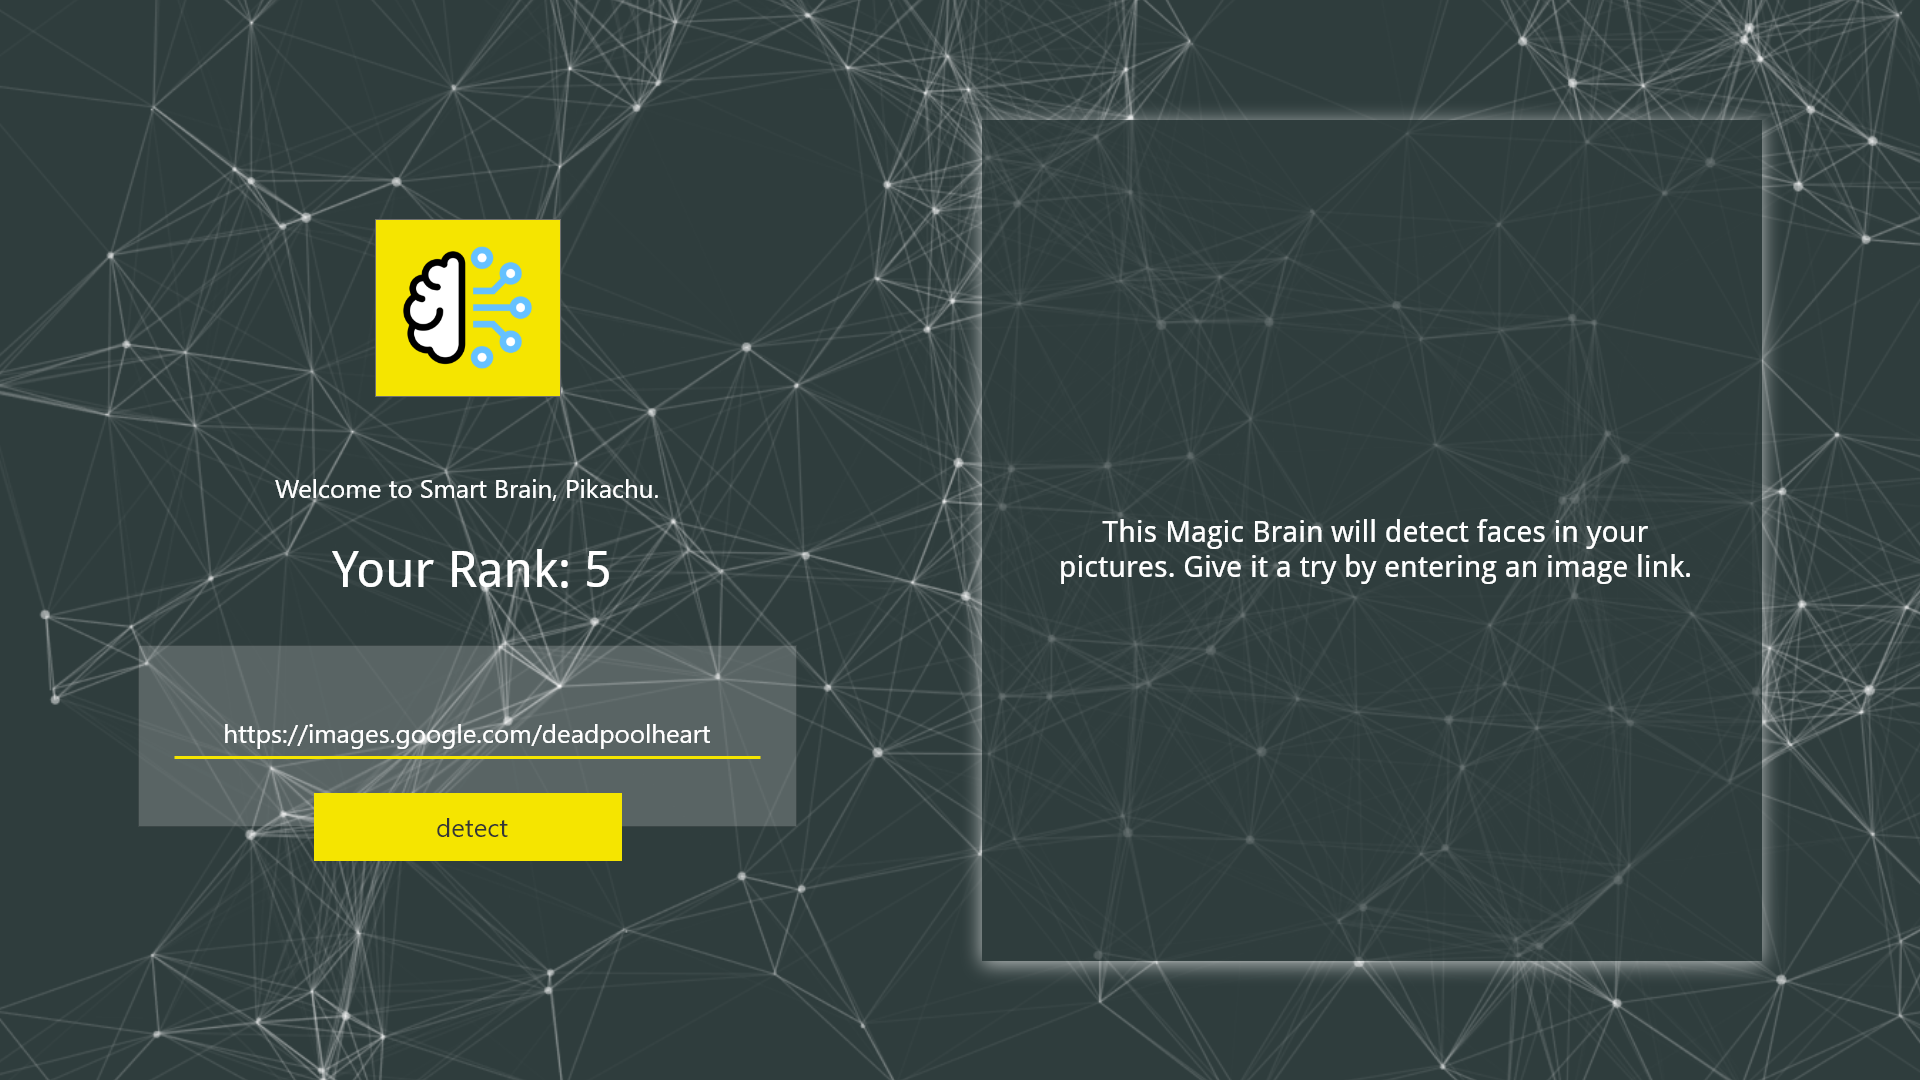 Welcome to Smart Brain, Pikachu.
Your Rank: 5
https://images.google.com/deadpoolheart
detect
This Magic Brain will detect faces in your
pictures. Give it a try by entering an image link.